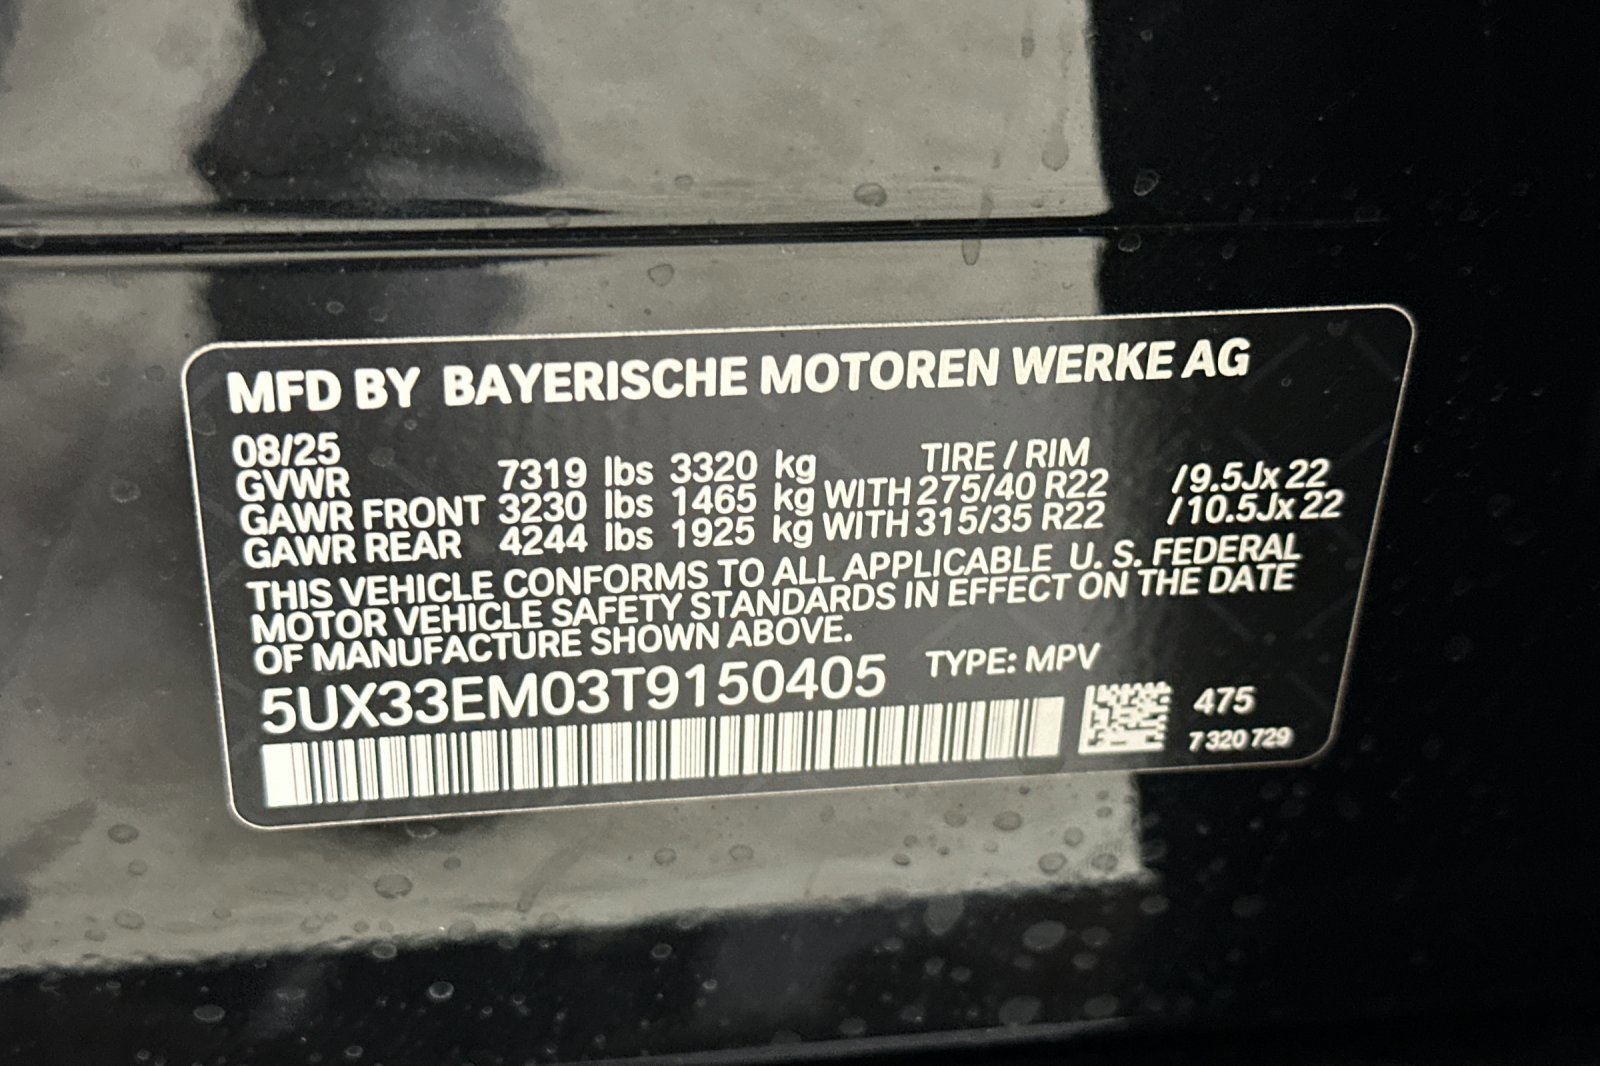 MFD BY BAYERISCHE MOTOREN WERKE AG
08/25 TIRE / RIM
GVWR 7319 lbs 3320 kg
GAWR FRONT 3230 lbs 1465 kg WITH 275/40 R22 /9.5Jx 22
GAWR REAR 4244 lbs 1925 kg WITH 315/35 R22 /10.5Jx 22
THIS VEHICLE CONFORMS TO ALL APPLICABLE U. S. FEDERAL
MOTOR VEHICLE SAFETY STANDARDS IN EFFECT ON THE DATE
OF MANUFACTURE SHOWN ABOVE.
5UX33EM03T9150405 TYPE: MPV
475
7 320 729